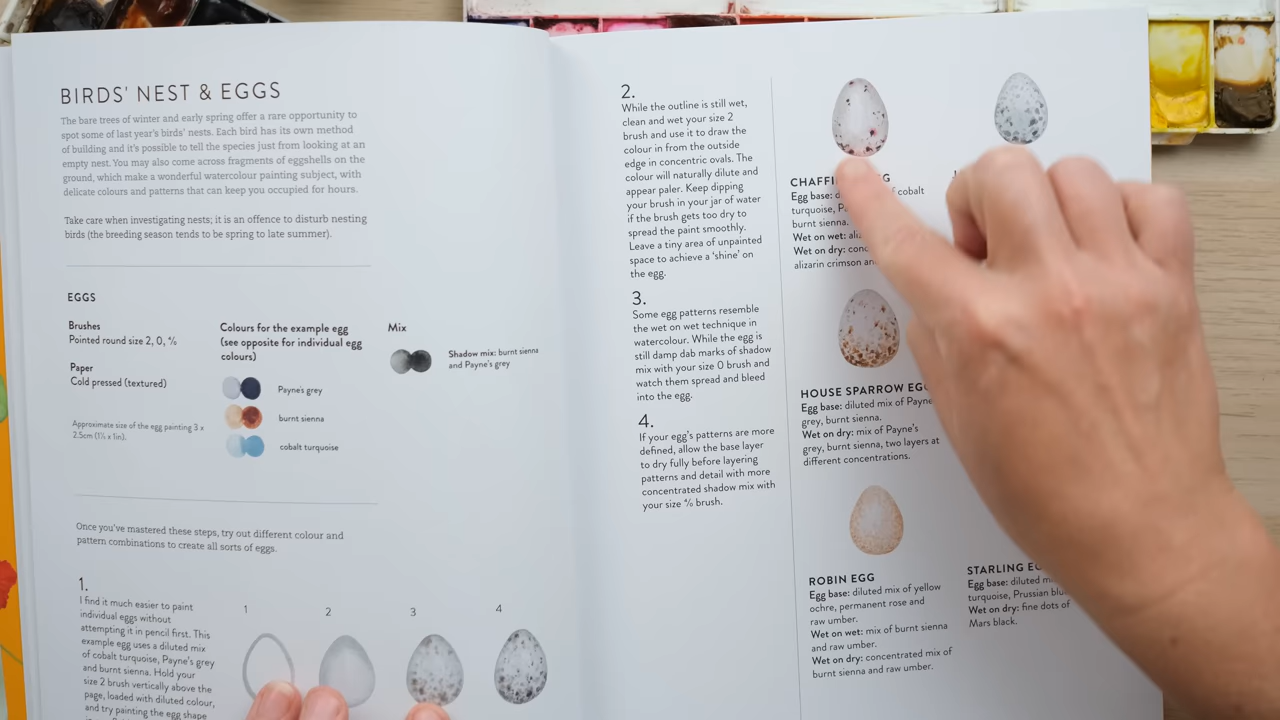 BIRDS' NEST & EGGS
The bare trees of winter and early spring offer a rare opportunity to
spot some of last year's birds' nests. Each bird has its own method
of building and it's possible to tell the species just from looking at an
empty nest. You may also come across fragments of eggshells on the
ground, which make a wonderful watercolour painting subject, with
delicate colours and patterns that can keep you occupied for hours.
Take care when investigating nests; it is an offence to disturb nesting
birds (the breeding season tends to be spring to late summer).
EGGS
Brushes
Pointed round size 2, 0, ⁴⁄₀
Paper
Cold pressed (textured)
Approximate size of the egg painting 3 x
2.5cm (1¼ x 1in).
Colours for the example egg
(see opposite for individual egg
colours)
Payne's grey
burnt sienna
cobalt turquoise
Mix
Shadow mix: burnt sienna
and Payne's grey
Once you've mastered these steps, try out different colour and
pattern combinations to create all sorts of eggs.
1.
I find it much easier to paint
individual eggs without
attempting it in pencil first. This
example egg uses a diluted mix
of cobalt turquoise, Payne's grey
and burnt sienna. Hold your
size 2 brush vertically above the
page, loaded with diluted colour,
and try painting the egg shape
1 2 3 4
2.
While the outline is still wet,
clean and wet your size 2
brush and use it to draw the
colour in from the outside
edge in concentric ovals. The
colour will naturally dilute and
appear paler. Keep dipping
your brush in your jar of water
if the brush gets too dry to
spread the paint smoothly.
Leave a tiny area of unpainted
space to achieve a 'shine' on
the egg.
3.
Some egg patterns resemble
the wet on wet technique in
watercolour. While the egg is
still damp dab marks of shadow
mix with your size 0 brush and
watch them spread and bleed
into the egg.
4.
If your egg's patterns are more
defined, allow the base layer
to dry fully before layering
patterns and detail with more
concentrated shadow mix with
your size ⁴⁄₀ brush.
Egg base: of cobalt
turquoise,
burnt sienna.
Wet on wet:
Wet on dry:
alizarin crimson
HOUSE SPARROW
Egg base: diluted mix of
grey, burnt sienna.
Wet on dry: mix of Payne's
grey, burnt sienna, two layers at
different concentrations.
ROBIN EGG
Egg base: diluted mix of yellow
ochre, permanent rose and
raw umber.
Wet on wet: mix of burnt sienna
and raw umber.
Wet on dry: concentrated mix of
burnt sienna and raw umber.
STARLING
Egg base: diluted
turquoise, Prussian
Wet on dry: fine dots of
Mars black.